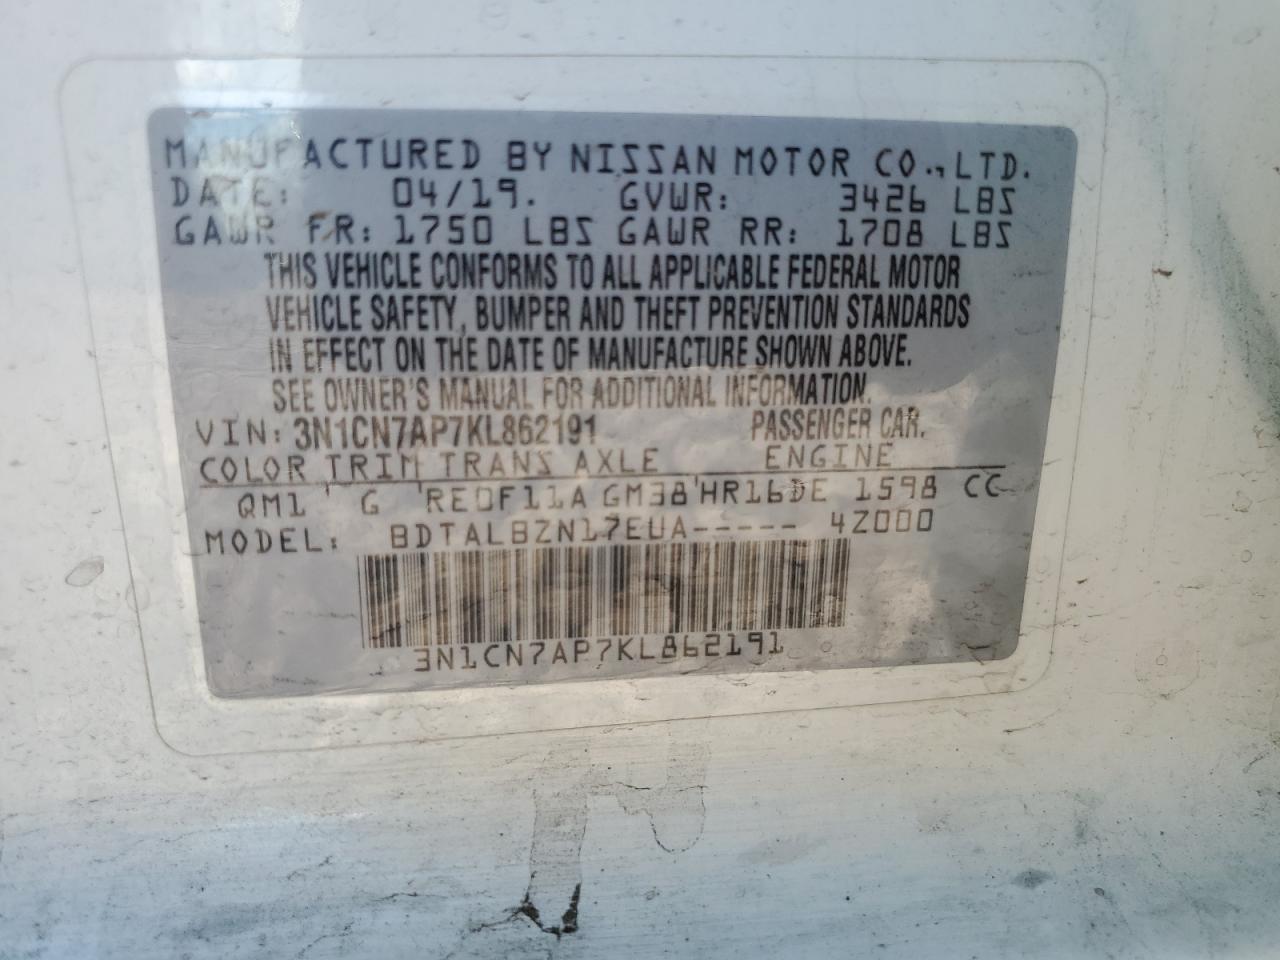 MANUFACTURED BY NISSAN MOTOR CO., LTD.
DATE: 04/19. GVWR: 3426 LBS
GAWR FR: 1750 LBS GAWR RR: 1708 LBS
THIS VEHICLE CONFORMS TO ALL APPLICABLE FEDERAL MOTOR
VEHICLE SAFETY, BUMPER AND THEFT PREVENTION STANDARDS
IN EFFECT ON THE DATE OF MANUFACTURE SHOWN ABOVE.
SEE OWNER'S MANUAL FOR ADDITIONAL INFORMATION.
VIN: 3N1CN7AP7KL862191 PASSENGER CAR.
COLOR TRIM TRANS AXLE ENGINE
QM1 ' G 'RE0F11A GM38'HR16DE 1598 CC
MODEL: BDTALBZN17EUA----- 4Z000
3N1CN7AP7KL862191